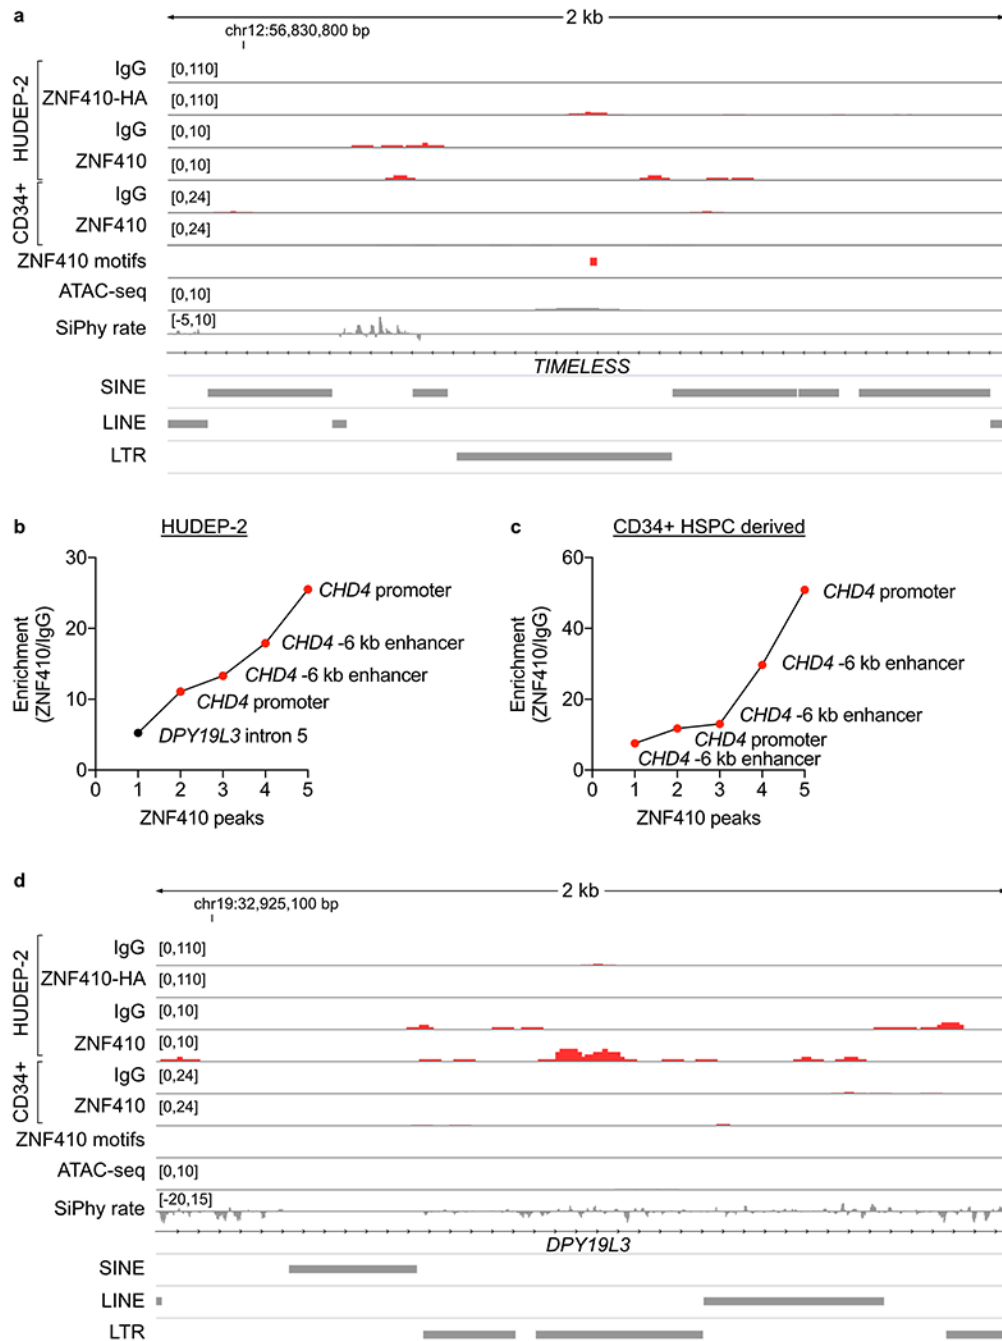 a
2 kb
chr12:56,830,800 bp
HUDEP-2
CD34+
IgG [0,110]
ZNF410-HA [0,110]
IgG [0,10]
ZNF410 [0,10]
IgG [0,24]
ZNF410 [0,24]
ZNF410 motifs
ATAC-seq [0,10]
SiPhy rate [-5,10]
TIMELESS
SINE
LINE
LTR
b HUDEP-2
Enrichment
(ZNF410/IgG)
30
20
10
0
CHD4 promoter
CHD4 -6 kb enhancer
CHD4 -6 kb enhancer
CHD4 promoter
DPY19L3 intron 5
0 1 2 3 4 5
ZNF410 peaks
c CD34+ HSPC derived
Enrichment
(ZNF410/IgG)
60
40
20
0
CHD4 promoter
CHD4 -6 kb enhancer
CHD4 -6 kb enhancer
CHD4 promoter
CHD4 -6 kb enhancer
0 1 2 3 4 5
ZNF410 peaks
d
2 kb
chr19:32,925,100 bp
HUDEP-2
CD34+
IgG [0,110]
ZNF410-HA [0,110]
IgG [0,10]
ZNF410 [0,10]
IgG [0,24]
ZNF410 [0,24]
ZNF410 motifs
ATAC-seq [0,10]
SiPhy rate [-20,15]
DPY19L3
SINE
LINE
LTR